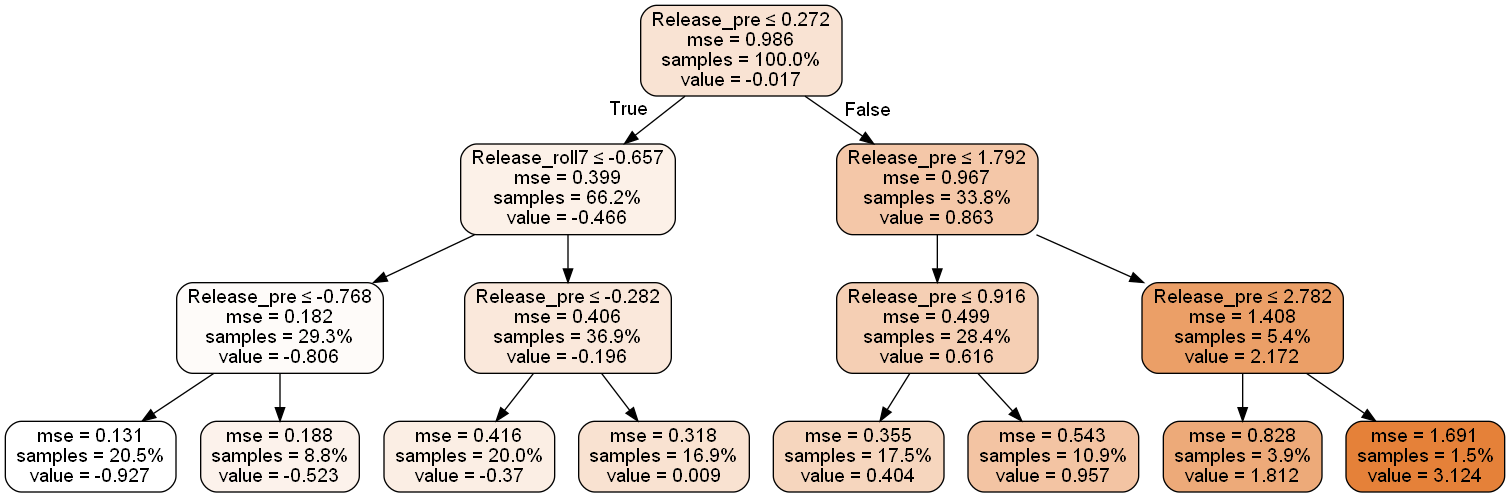 Release_pre ≤ 0.272
mse = 0.986
samples = 100.0%
value = -0.017
True
False
Release_roll7 ≤ -0.657
mse = 0.399
samples = 66.2%
value = -0.466
Release_pre ≤ 1.792
mse = 0.967
samples = 33.8%
value = 0.863
Release_pre ≤ -0.768
mse = 0.182
samples = 29.3%
value = -0.806
Release_pre ≤ -0.282
mse = 0.406
samples = 36.9%
value = -0.196
Release_pre ≤ 0.916
mse = 0.499
samples = 28.4%
value = 0.616
Release_pre ≤ 2.782
mse = 1.408
samples = 5.4%
value = 2.172
mse = 0.131
samples = 20.5%
value = -0.927
mse = 0.188
samples = 8.8%
value = -0.523
mse = 0.416
samples = 20.0%
value = -0.37
mse = 0.318
samples = 16.9%
value = 0.009
mse = 0.355
samples = 17.5%
value = 0.404
mse = 0.543
samples = 10.9%
value = 0.957
mse = 0.828
samples = 3.9%
value = 1.812
mse = 1.691
samples = 1.5%
value = 3.124